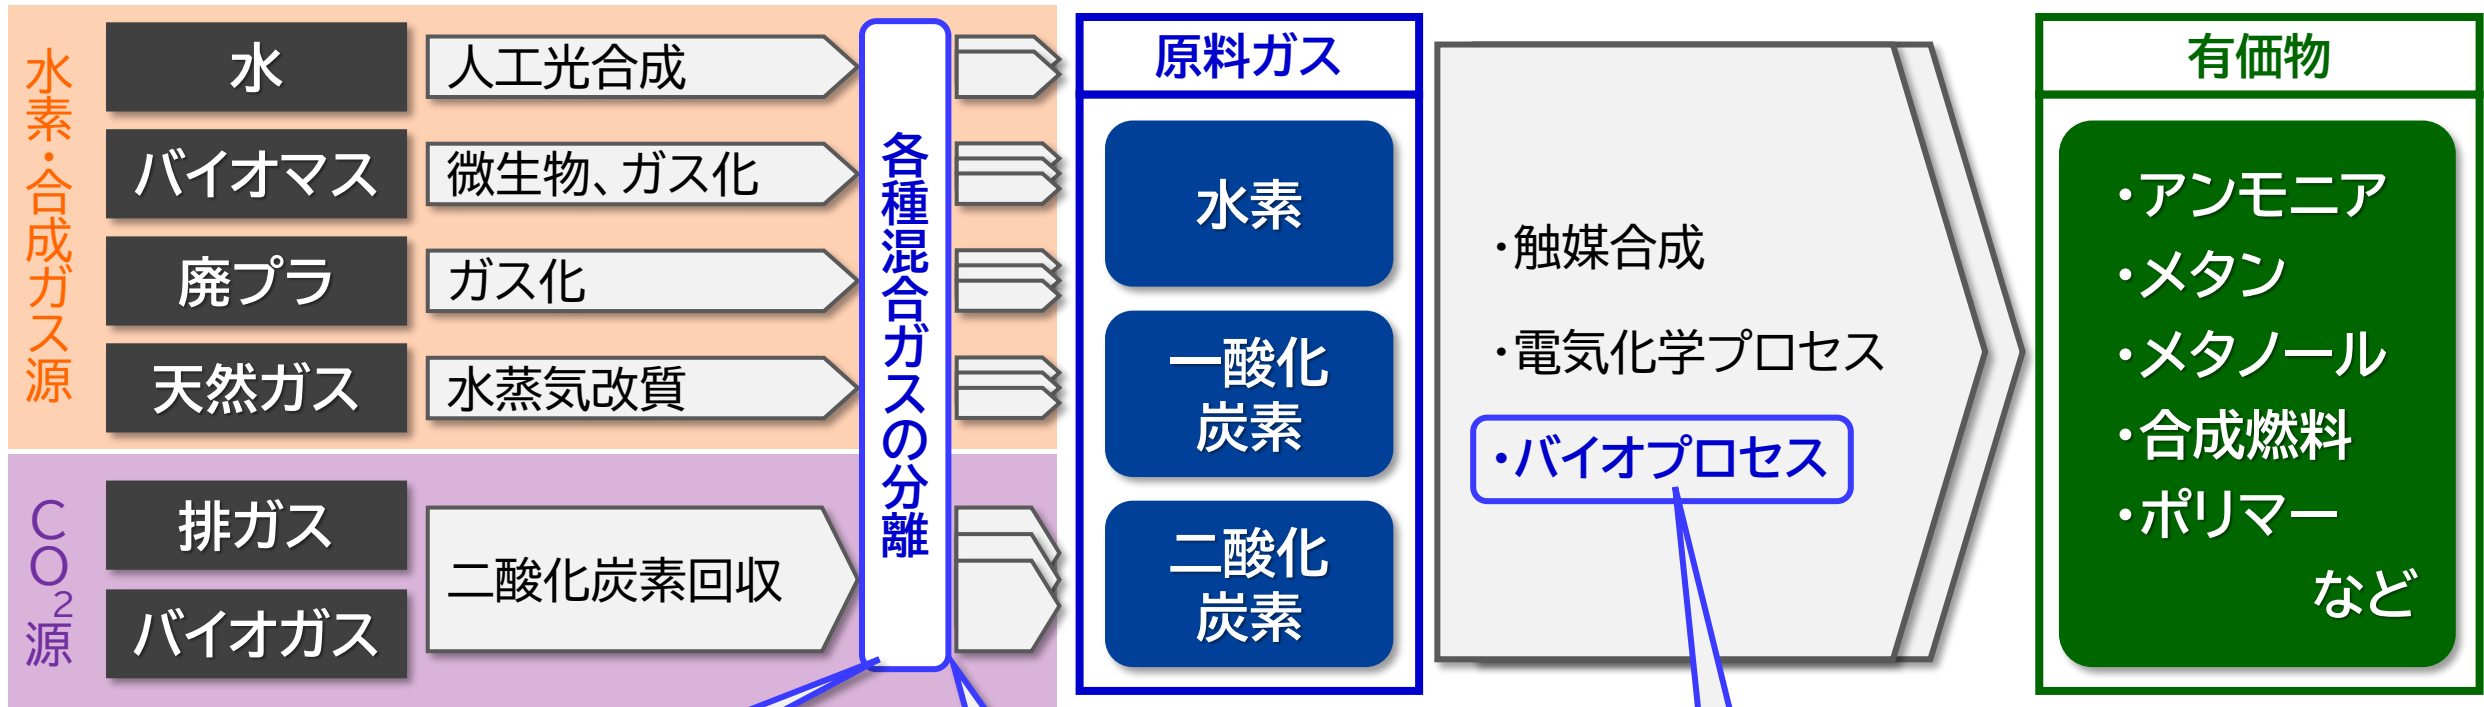 水素・合成ガス源
水
人工光合成
バイオマス
微生物、ガス化
廃プラ
ガス化
天然ガス
水蒸気改質
CO₂源
排ガス
バイオガス
二酸化炭素回収
各種混合ガスの分離
原料ガス
水素
一酸化
炭素
二酸化
炭素
・触媒合成
・電気化学プロセス
・バイオプロセス
有価物
・アンモニア
・メタン
・メタノール
・合成燃料
・ポリマー
など